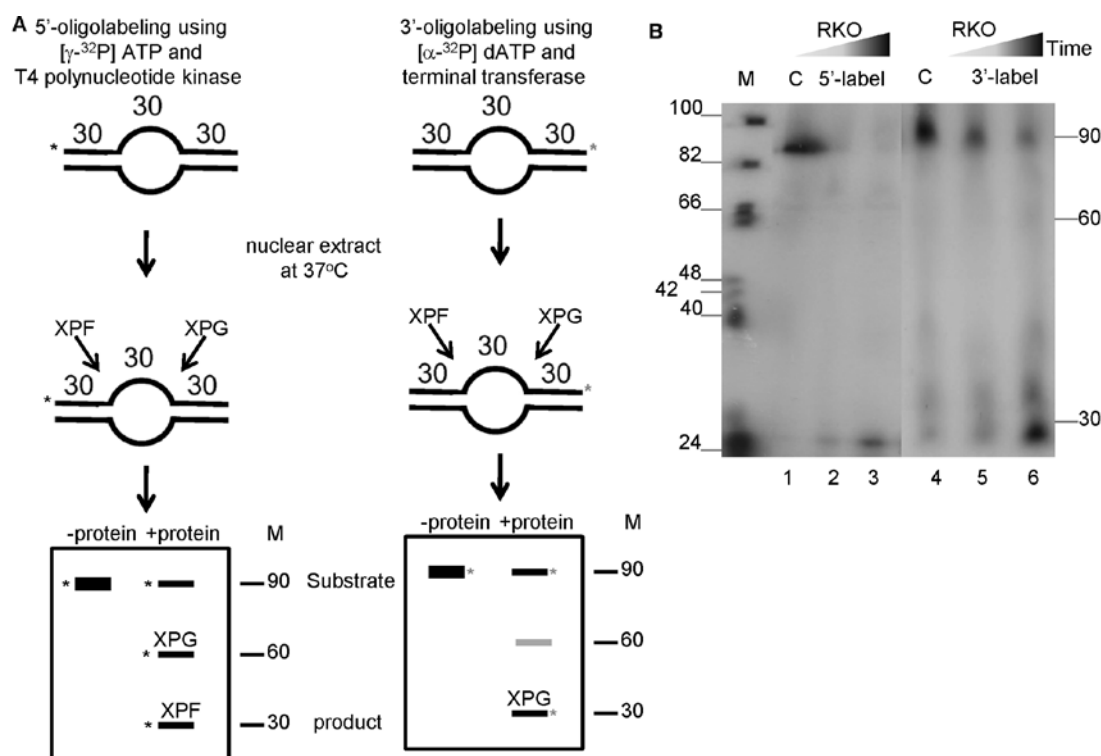 A
5'-oligolabeling using
[γ-³²P] ATP and
T4 polynucleotide kinase
30
30 30
*
3'-oligolabeling using
[α-³²P] dATP and
terminal transferase
30
30 30
*
nuclear extract
at 37°C
XPF XPG
30
30 30
*
XPF XPG
30
30 30
*
-protein +protein M
* * 90 Substrate
XPG
* 60
XPF
* 30 product
-protein +protein M
* * 90
60
XPG
* 30
B
RKO RKO Time
M C 5'-label C 3'-label
100
90
82
66
60
48
42
40
30
24
1 2 3 4 5 6